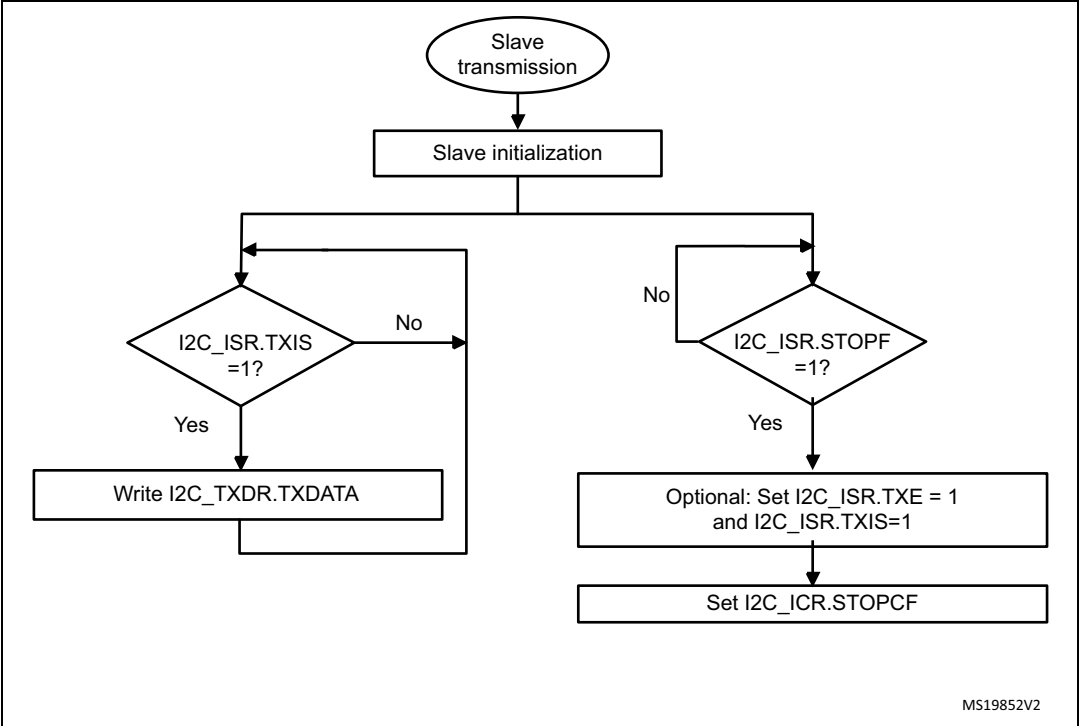 Slave
transmission
Slave initialization
I2C_ISR.TXIS
=1?
No
Yes
Write I2C_TXDR.TXDATA
No
I2C_ISR.STOPF
=1?
Yes
Optional: Set I2C_ISR.TXE = 1
and I2C_ISR.TXIS=1
Set I2C_ICR.STOPCF
MS19852V2